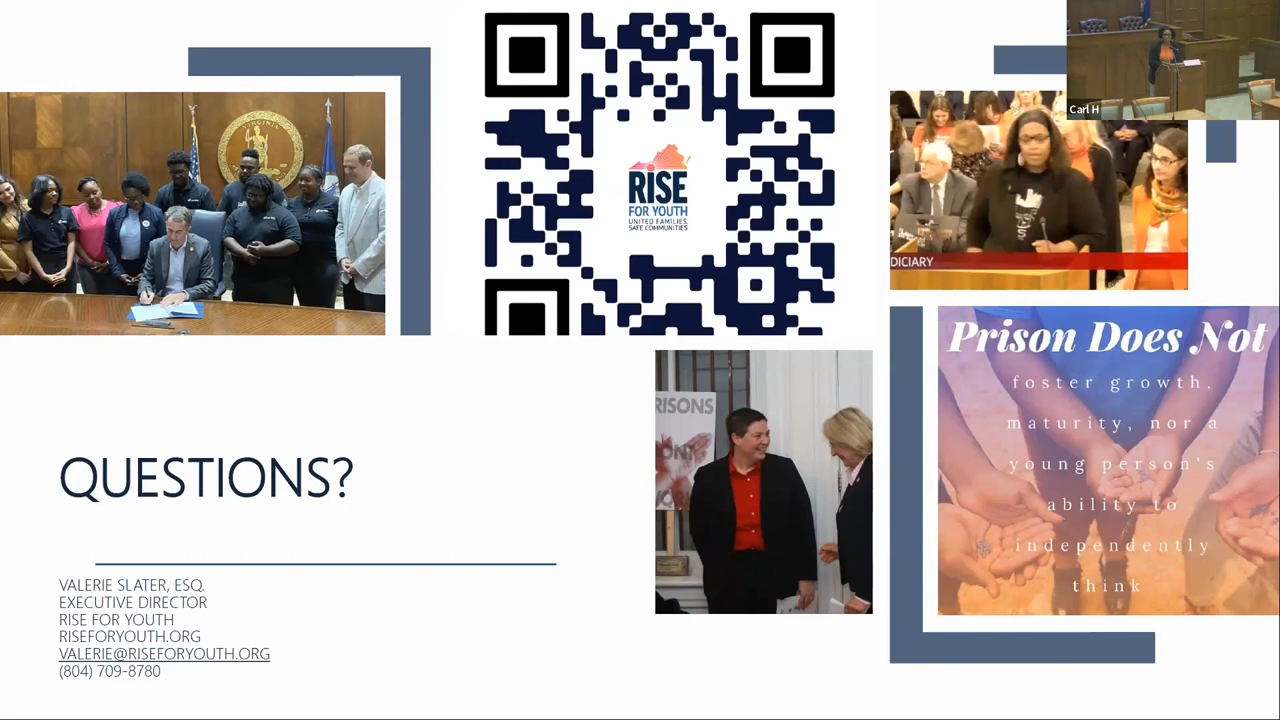 Carl H
VIRGINIA
RISE
FOR YOUTH
UNITED FAMILIES,
SAFE COMMUNITIES
DICIARY
RISONS
ONT
Prison Does Not
foster growth,
maturity, nor a
young person's
ability to
independently
think
QUESTIONS?
VALERIE SLATER, ESQ.
EXECUTIVE DIRECTOR
RISE FOR YOUTH
RISEFORYOUTH.ORG
VALERIE@RISEFORYOUTH.ORG
(804) 709-8780